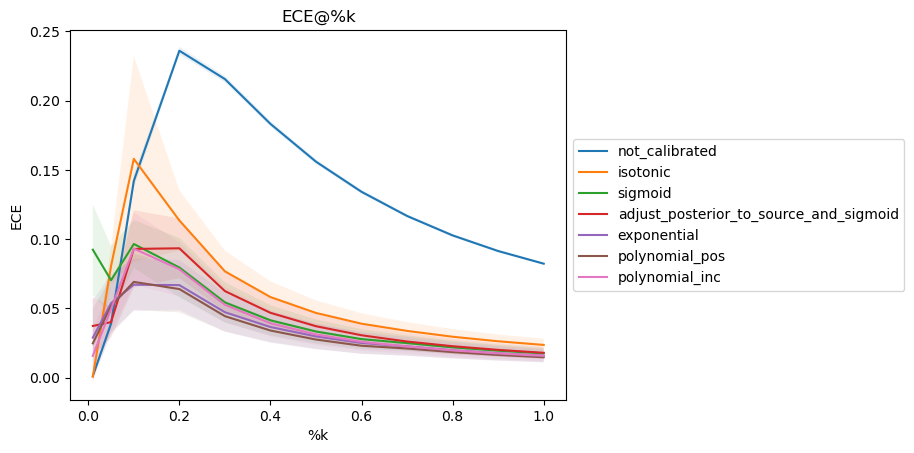 ECE@%k
0.25
0.20
0.15
0.10
0.05
0.00
ECE
0.0
0.2
0.4
0.6
0.8
1.0
%k
not_calibrated
isotonic
sigmoid
adjust_posterior_to_source_and_sigmoid
exponential
polynomial_pos
polynomial_inc